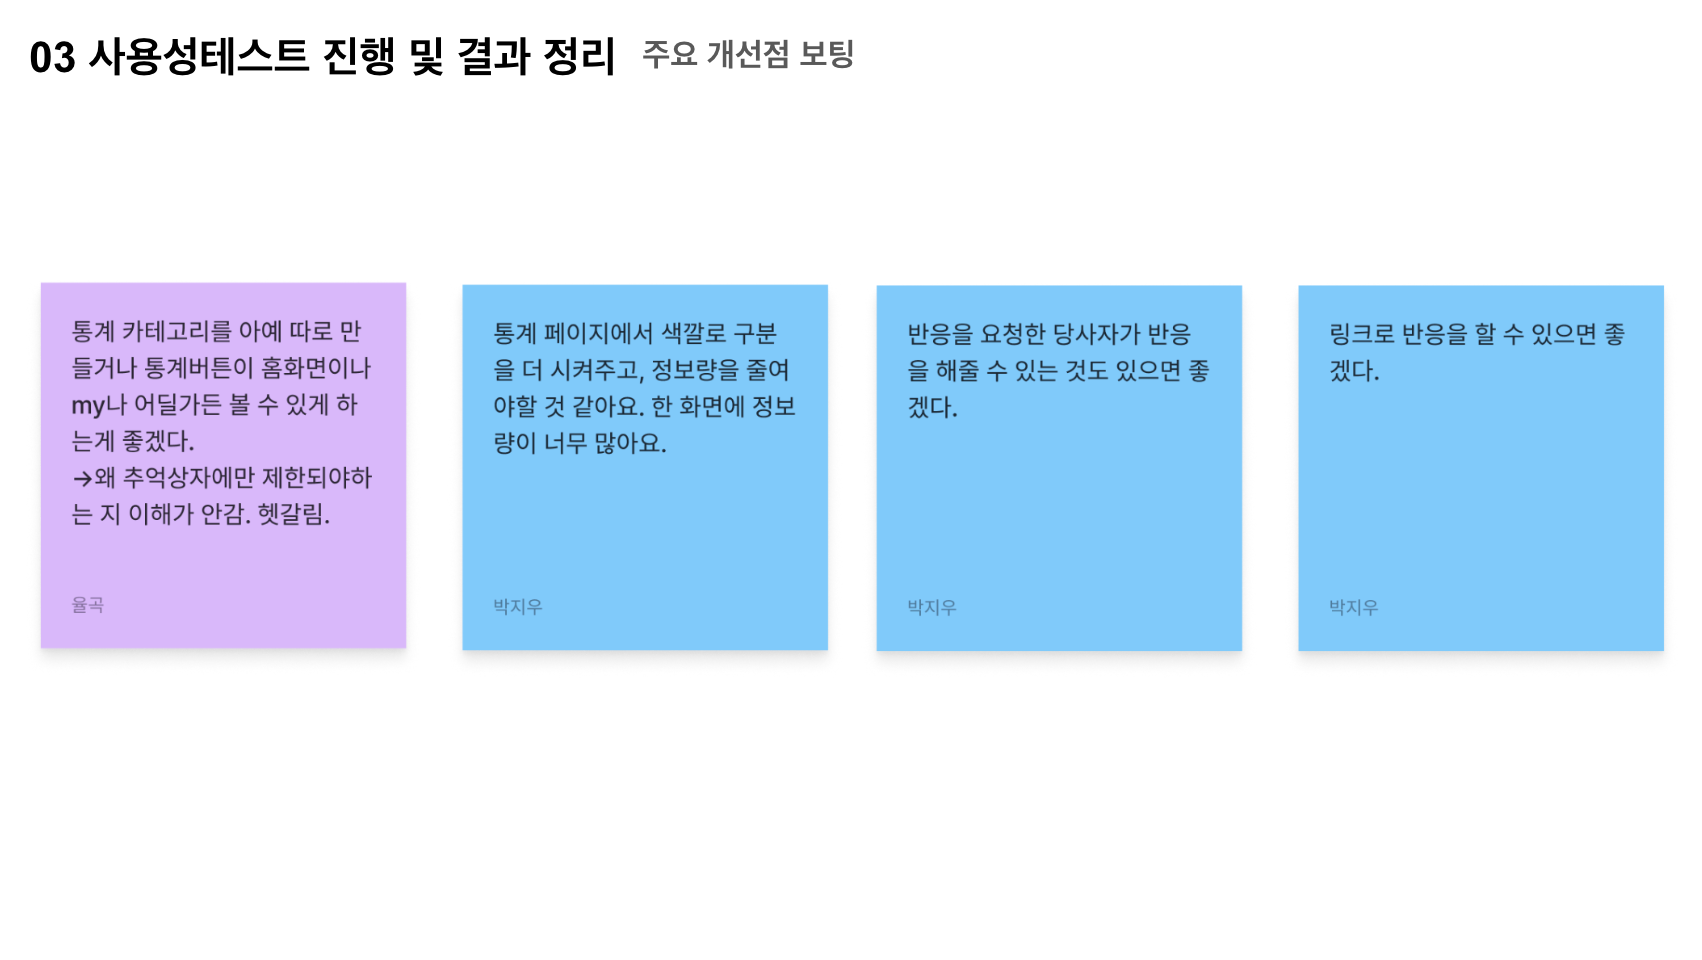 03 사용성테스트 진행 및 결과 정리 주요 개선점 보팅
통계 카테고리를 아예 따로 만
들거나 통계버튼이 홈화면이나
my나 어딜가든 볼 수 있게 하
는게 좋겠다.
→왜 추억상자에만 제한되야하
는 지 이해가 안감. 헷갈림.
율곡
통계 페이지에서 색깔로 구분
을 더 시켜주고, 정보량을 줄여
야할 것 같아요. 한 화면에 정보
량이 너무 많아요.
박지우
반응을 요청한 당사자가 반응
을 해줄 수 있는 것도 있으면 좋
겠다.
박지우
링크로 반응을 할 수 있으면 좋
겠다.
박지우